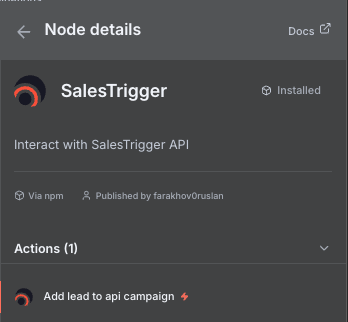 Node details
Docs
SalesTrigger
Installed
Interact with SalesTrigger API
Via npm
Published by farakhov0ruslan
Actions (1)
Add lead to api campaign